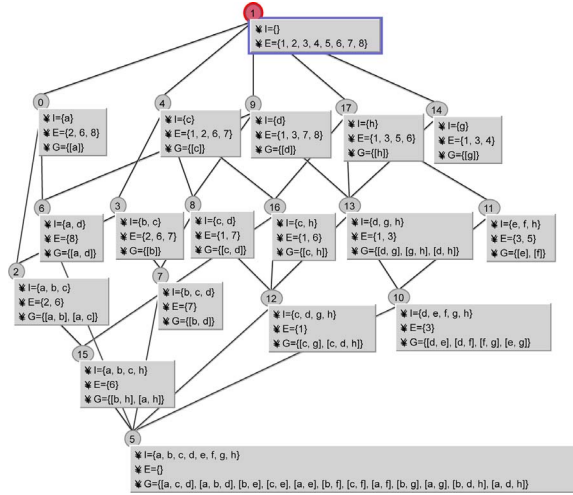 1
I={}
E={1, 2, 3, 4, 5, 6, 7, 8}
0
I={a}
E={2, 6, 8}
G={[a]}
4
I={c}
E={1, 2, 6, 7}
G={[c]}
9
I={d}
E={1, 3, 7, 8}
G={[d]}
17
I={h}
E={1, 3, 5, 6}
G={[h]}
14
I={g}
E={1, 3, 4}
G={[g]}
6
I={a, d}
E={8}
G={[a, d]}
3
I={b, c}
E={2, 6, 7}
G={[b]}
8
I={c, d}
E={1, 7}
G={[c, d]}
16
I={c, h}
E={1, 6}
G={[c, h]}
13
I={d, g, h}
E={1, 3}
G={[d, g], [g, h], [d, h]}
11
I={e, f, h}
E={3, 5}
G={[e], [f]}
2
I={a, b, c}
E={2, 6}
G={[a, b], [a, c]}
7
I={b, c, d}
E={7}
G={[b, d]}
12
I={c, d, g, h}
E={1}
G={[c, g], [c, d, h]}
10
I={d, e, f, g, h}
E={3}
G={[d, e], [d, f], [f, g], [e, g]}
15
I={a, b, c, h}
E={6}
G={[b, h], [a, h]}
5
I={a, b, c, d, e, f, g, h}
E={}
G={[a, c, d], [a, b, d], [b, e], [c, e], [a, e], [b, f], [c, f], [a, f], [b, g], [a, g], [b, d, h], [a, d, h]}